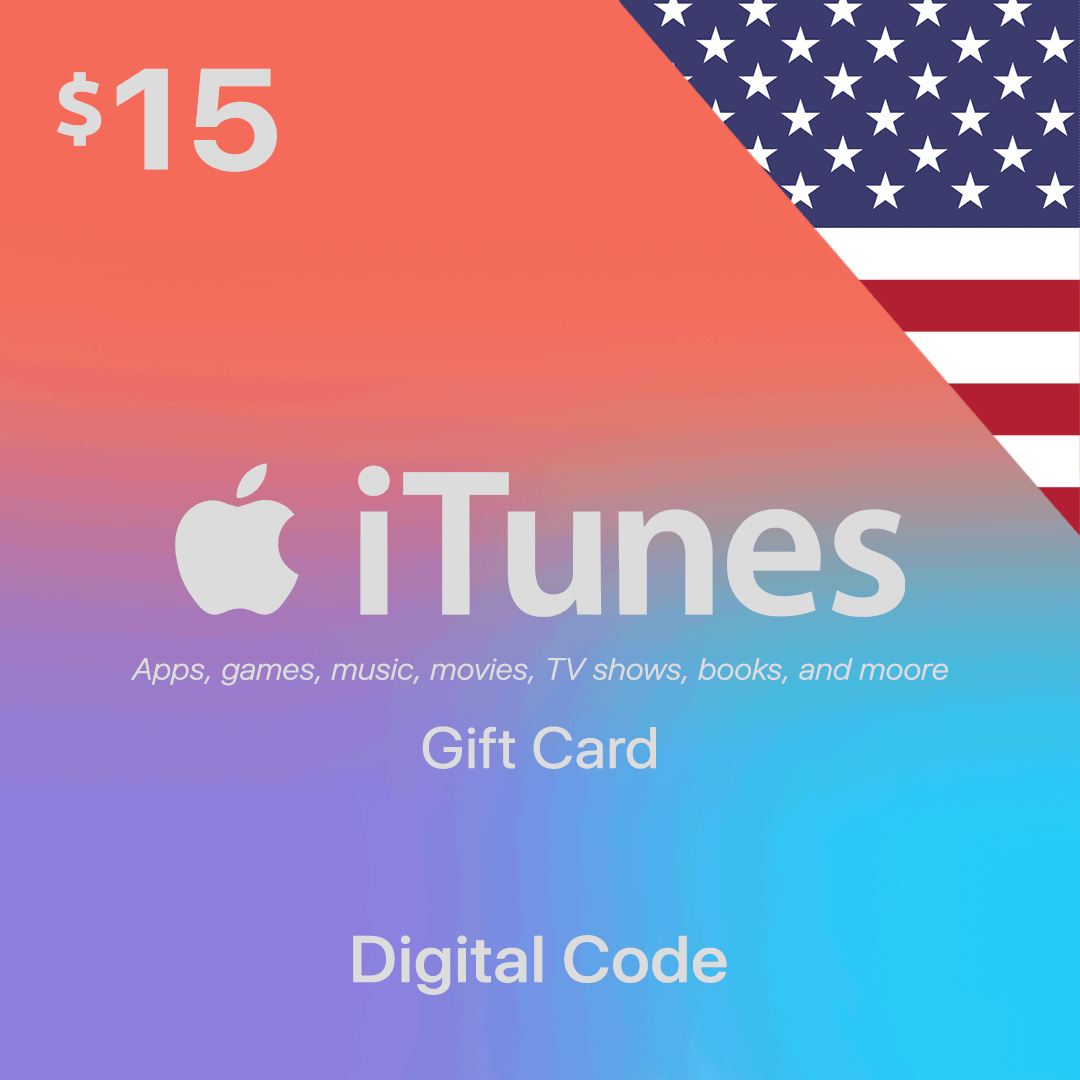 $15
iTunes
Apps, games, music, movies, TV shows, books, and moore
Gift Card
Digital Code